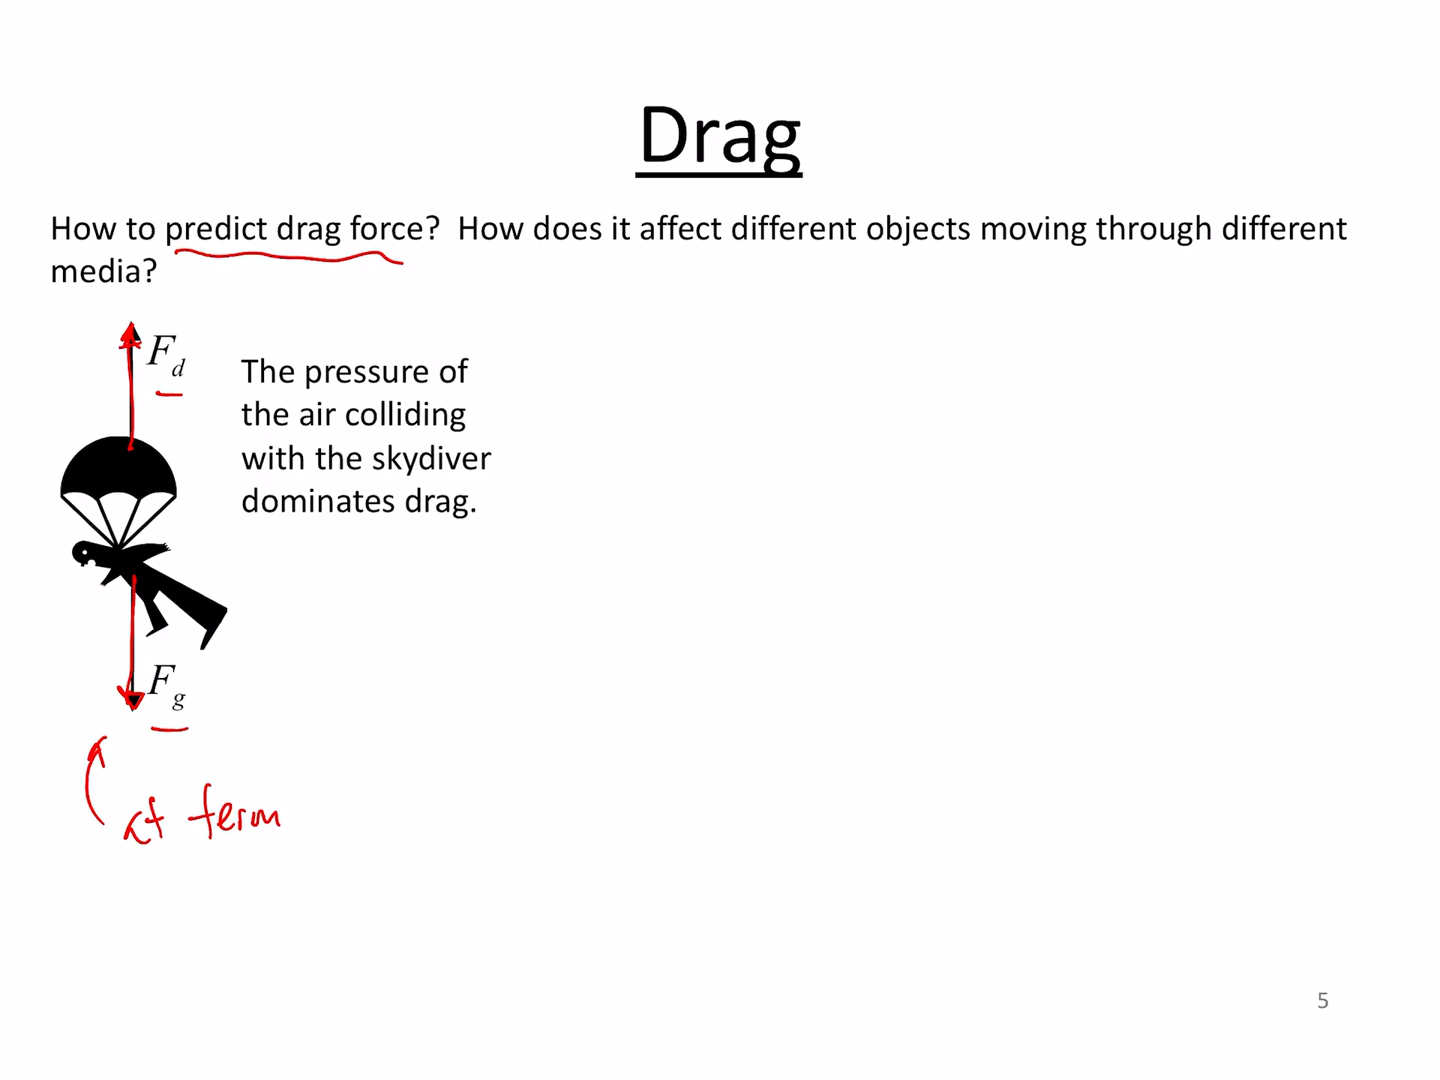 Drag
How to predict drag force? How does it affect different objects moving through different
media?
F_d
The pressure of
the air colliding
with the skydiver
dominates drag.
F_g
at term
5